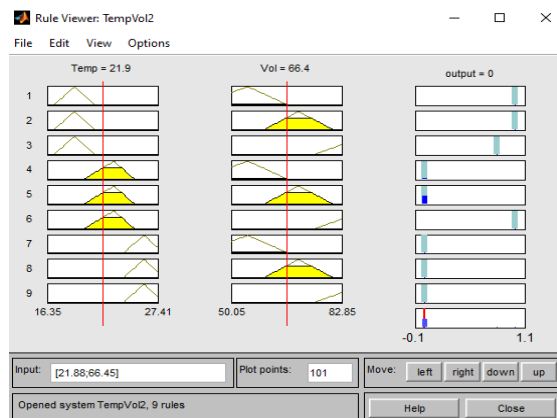 Rule Viewer: TempVol2
File Edit View Options
Temp = 21.9 Vol = 66.4 output = 0
1
2
3
4
5
6
7
8
9
16.35 27.41 50.05 82.85
-0.1 1.1
Input: [21.88;66.45] Plot points: 101 Move: left right down up
Opened system TempVol2, 9 rules Help Close